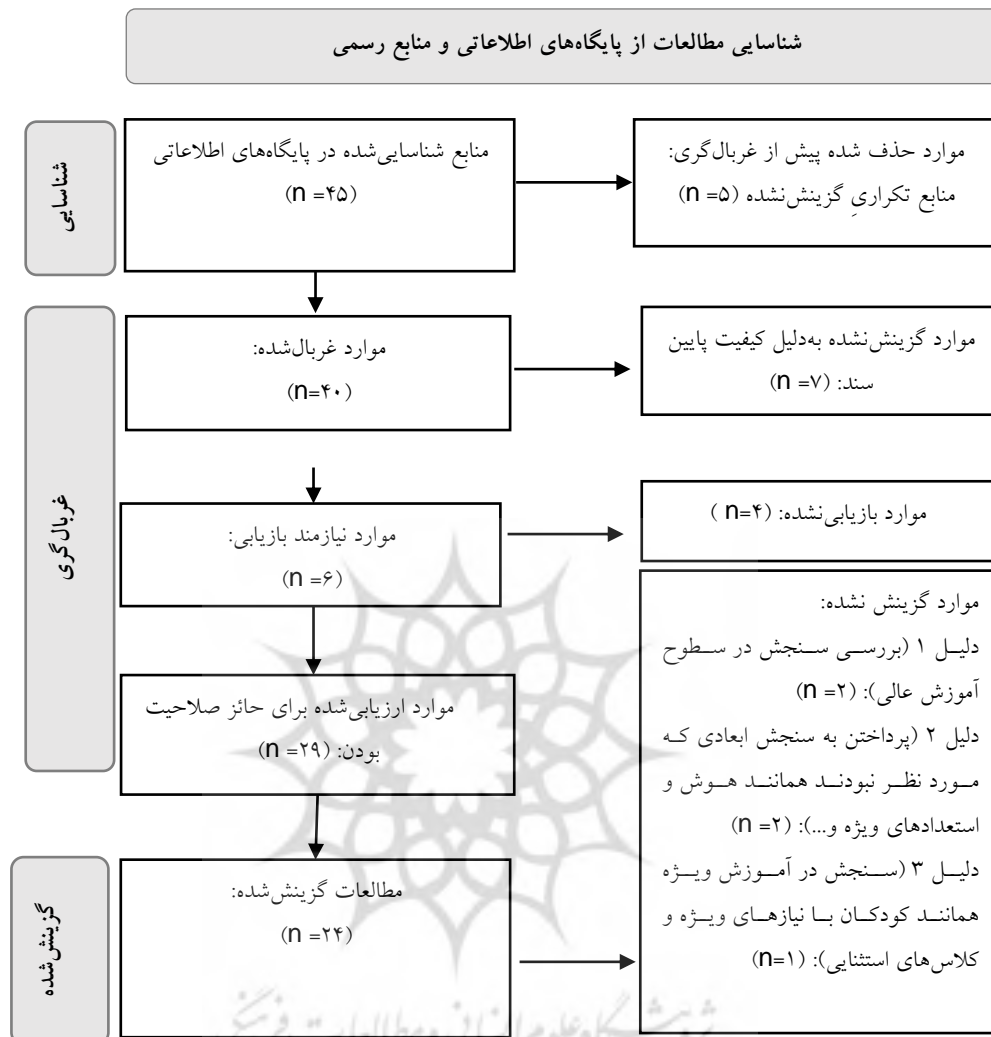 شناسایی مطالعات از پایگاه‌های اطلاعاتی و منابع رسمی
شناسایی
منابع شناسایی‌شده در پایگاه‌های اطلاعاتی
(n =۴۵)
موارد حذف شده پیش از غربال‌گری:
منابع تکراریِ گزینش‌نشده (n =۵)
غربال‌گری
موارد غربال‌شده:
(n=۴۰)
موارد گزینش‌نشده به‌دلیل کیفیت پایین
سند: (n =۷)
موارد نیازمند بازیابی:
(n =۶)
موارد بازیابی‌نشده: (n=۴ )
موارد ارزیابی‌شده برای حائز صلاحیت
بودن: (n =۲۹)
موارد گزینش نشده:
دلیل ۱ (بررسی سنجش در سطوح
آموزش عالی): (n =۲)
دلیل ۲ (پرداختن به سنجش ابعادی که
مورد نظر نبودند همانند هوش و
استعدادهای ویژه و...): (n =۲)
دلیل ۳ (سنجش در آموزش ویژه
همانند کودکان با نیازهای ویژه و
کلاس‌های استثنایی): (n=۱)
گزینش‌شده
مطالعات گزینش‌شده:
(n =۲۴)
پژوهشگاه علوم انسانی و مطالعات فرهنگی